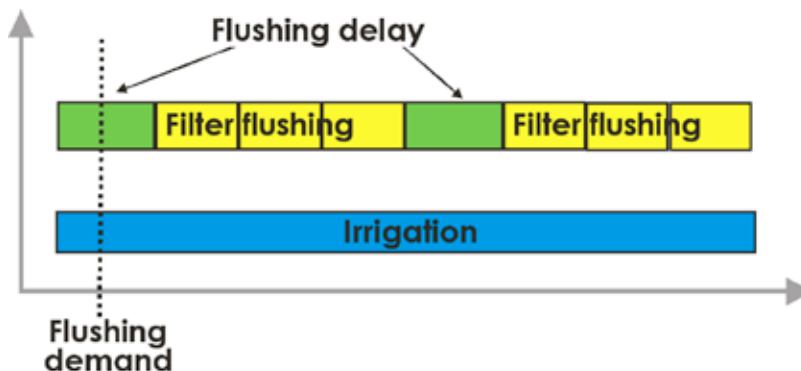 Flushing delay
Filter flushing
Filter flushing
Irrigation
Flushing
demand